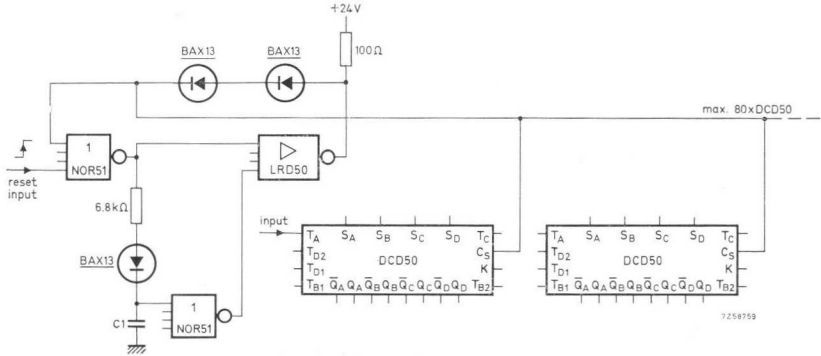 +24V
BAX13 BAX13
100Ω
max. 80xDCD50
1
NOR51
reset
input
LRD50
6,8kΩ
BAX13
C1
1
NOR51
input
T_A S_A S_B S_C S_D T_C
T_D2 C_S
DCD50
T_D1 K
T_B1 Q̅_A Q_A Q̅_B Q_B Q̅_C Q_C Q̅_D Q_D T_B2
T_A S_A S_B S_C S_D T_C
T_D2 C_S
DCD50
T_D1 K
T_B1 Q̅_A Q_A Q̅_B Q_B Q̅_C Q_C Q̅_D Q_D T_B2
7Z58759